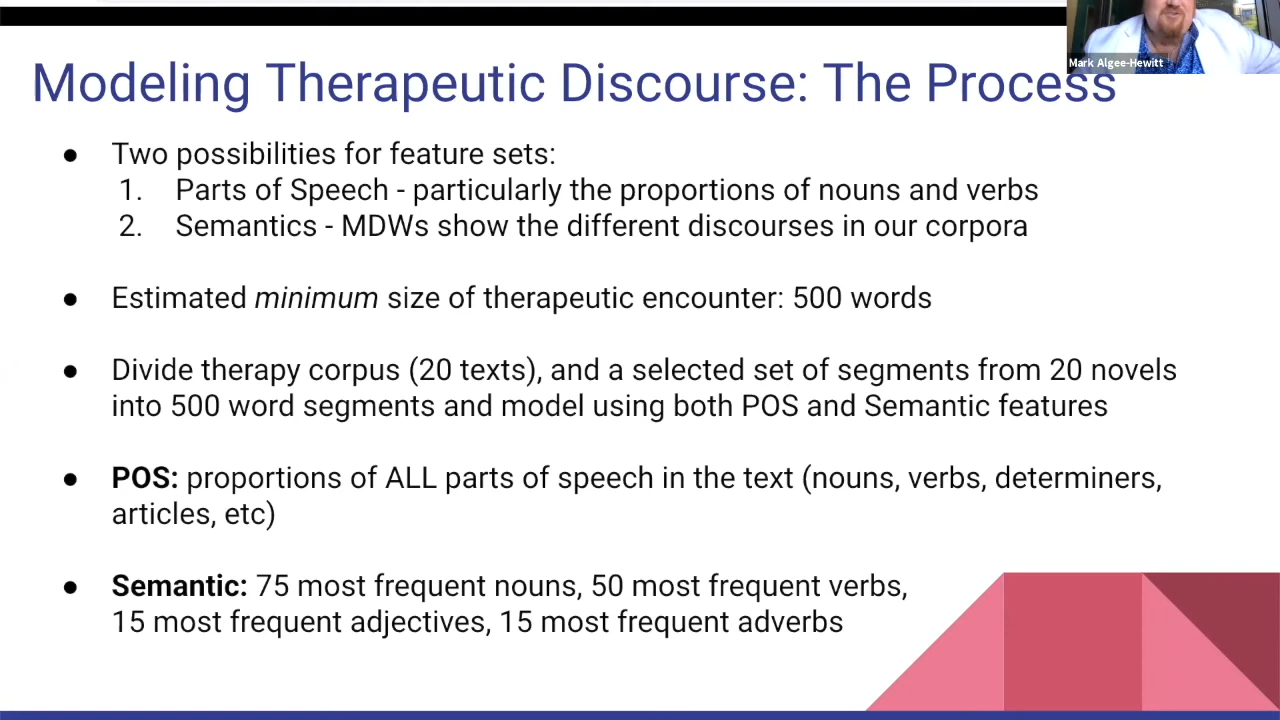 Mark Algee-Hewitt
Modeling Therapeutic Discourse: The Process
● Two possibilities for feature sets:
1. Parts of Speech - particularly the proportions of nouns and verbs
2. Semantics - MDWs show the different discourses in our corpora
● Estimated minimum size of therapeutic encounter: 500 words
● Divide therapy corpus (20 texts), and a selected set of segments from 20 novels
into 500 word segments and model using both POS and Semantic features
● POS: proportions of ALL parts of speech in the text (nouns, verbs, determiners,
articles, etc)
● Semantic: 75 most frequent nouns, 50 most frequent verbs,
15 most frequent adjectives, 15 most frequent adverbs